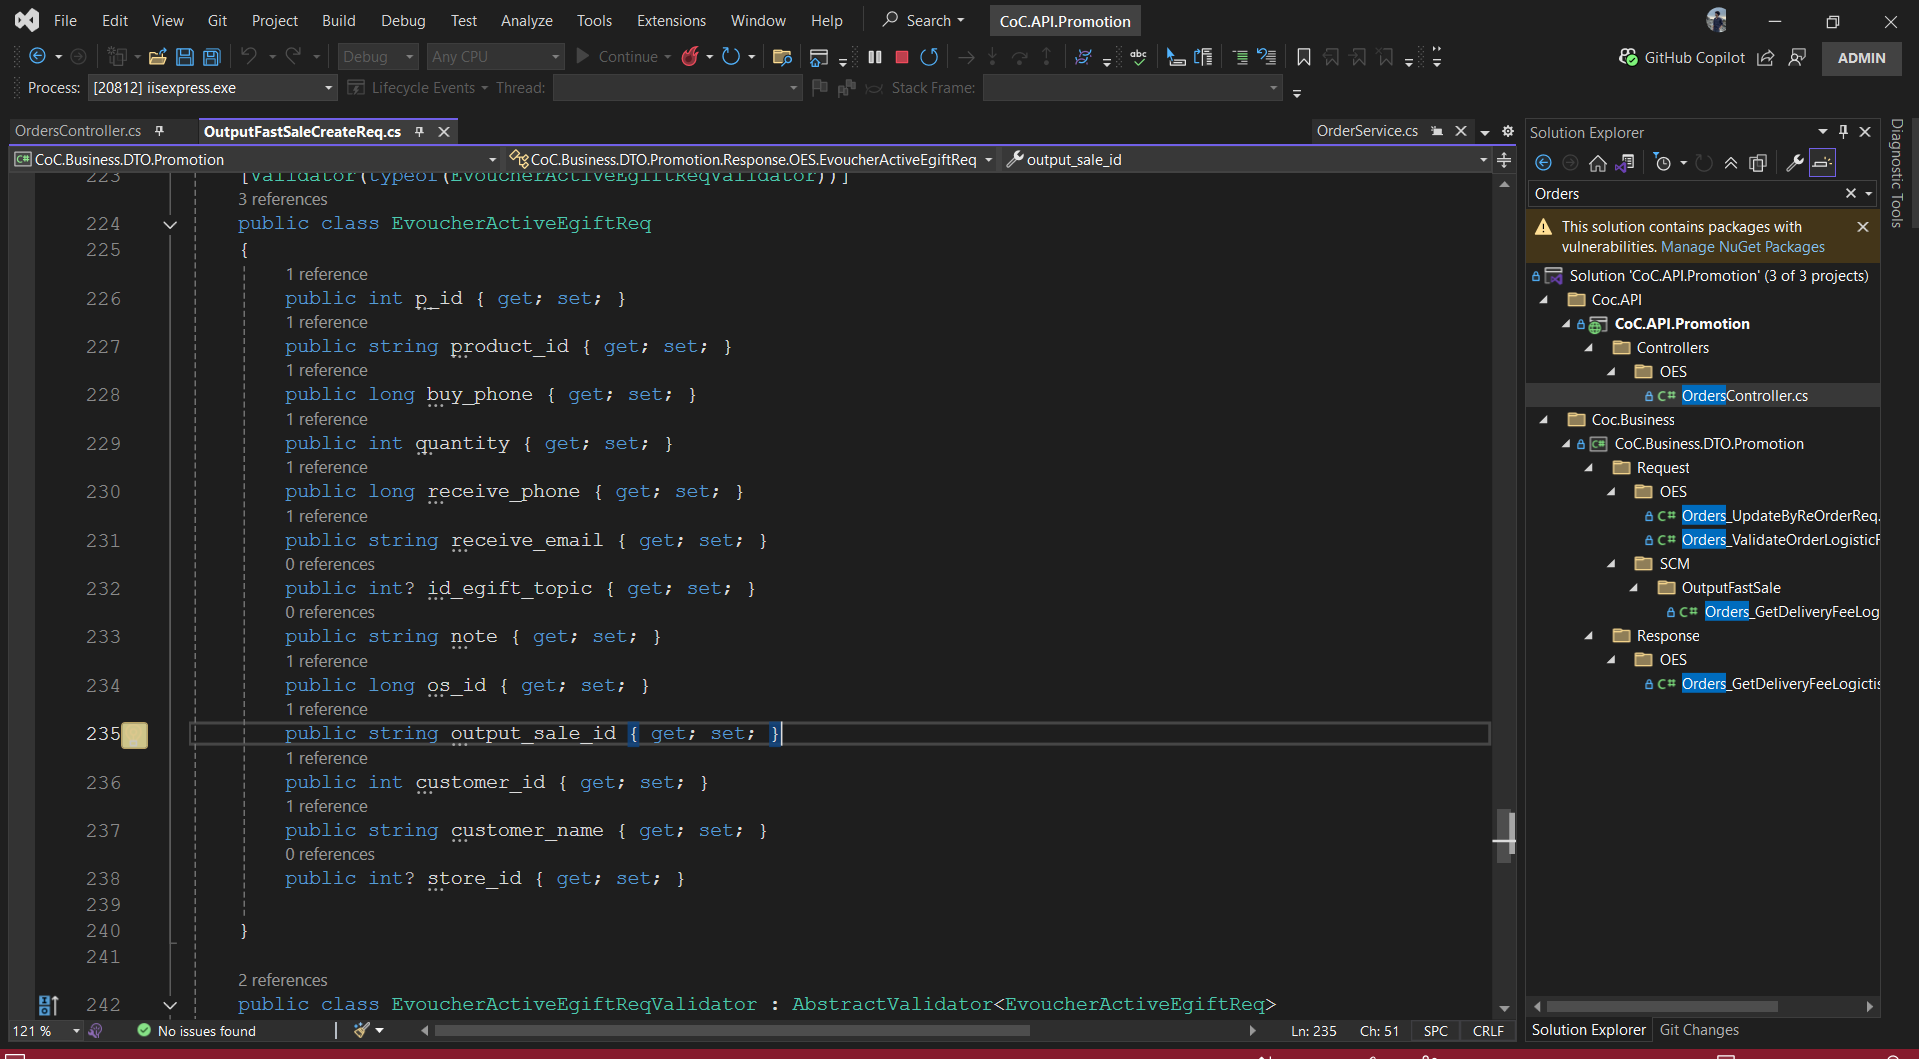 File Edit View Git Project Build Debug Test Analyze Tools Extensions Window Help Search CoC.API.Promotion
Debug Any CPU Continue GitHub Copilot ADMIN
Process: [20812] iisexpress.exe Lifecycle Events Thread: Stack Frame:
OrdersController.cs OutputFastSaleCreateReq.cs OrderService.cs
CoC.Business.DTO.Promotion CoC.Business.DTO.Promotion.Response.OES.EvoucherActiveEgiftReq output_sale_id
223 [Validator(typeof(EvoucherActiveEgiftReqValidator))]
3 references
224 public class EvoucherActiveEgiftReq
225 {
1 reference
226 public int p_id { get; set; }
1 reference
227 public string product_id { get; set; }
1 reference
228 public long buy_phone { get; set; }
1 reference
229 public int quantity { get; set; }
1 reference
230 public long receive_phone { get; set; }
1 reference
231 public string receive_email { get; set; }
0 references
232 public int? id_egift_topic { get; set; }
0 references
233 public string note { get; set; }
1 reference
234 public long os_id { get; set; }
1 reference
235 public string output_sale_id { get; set; }
1 reference
236 public int customer_id { get; set; }
1 reference
237 public string customer_name { get; set; }
0 references
238 public int? store_id { get; set; }
239
240 }
241
2 references
242 public class EvoucherActiveEgiftReqValidator : AbstractValidator<EvoucherActiveEgiftReq>
121 % No issues found Ln: 235 Ch: 51 SPC CRLF
Solution Explorer
Orders
This solution contains packages with
vulnerabilities. Manage NuGet Packages
Solution 'CoC.API.Promotion' (3 of 3 projects)
Coc.API
CoC.API.Promotion
Controllers
OES
C# OrdersController.cs
Coc.Business
C# CoC.Business.DTO.Promotion
Request
OES
C# Orders_UpdateByReOrderReq.
C# Orders_ValidateOrderLogisticF
SCM
OutputFastSale
C# Orders_GetDeliveryFeeLog
Response
OES
C# Orders_GetDeliveryFeeLogictis
Solution Explorer Git Changes
Diagnostic Tools